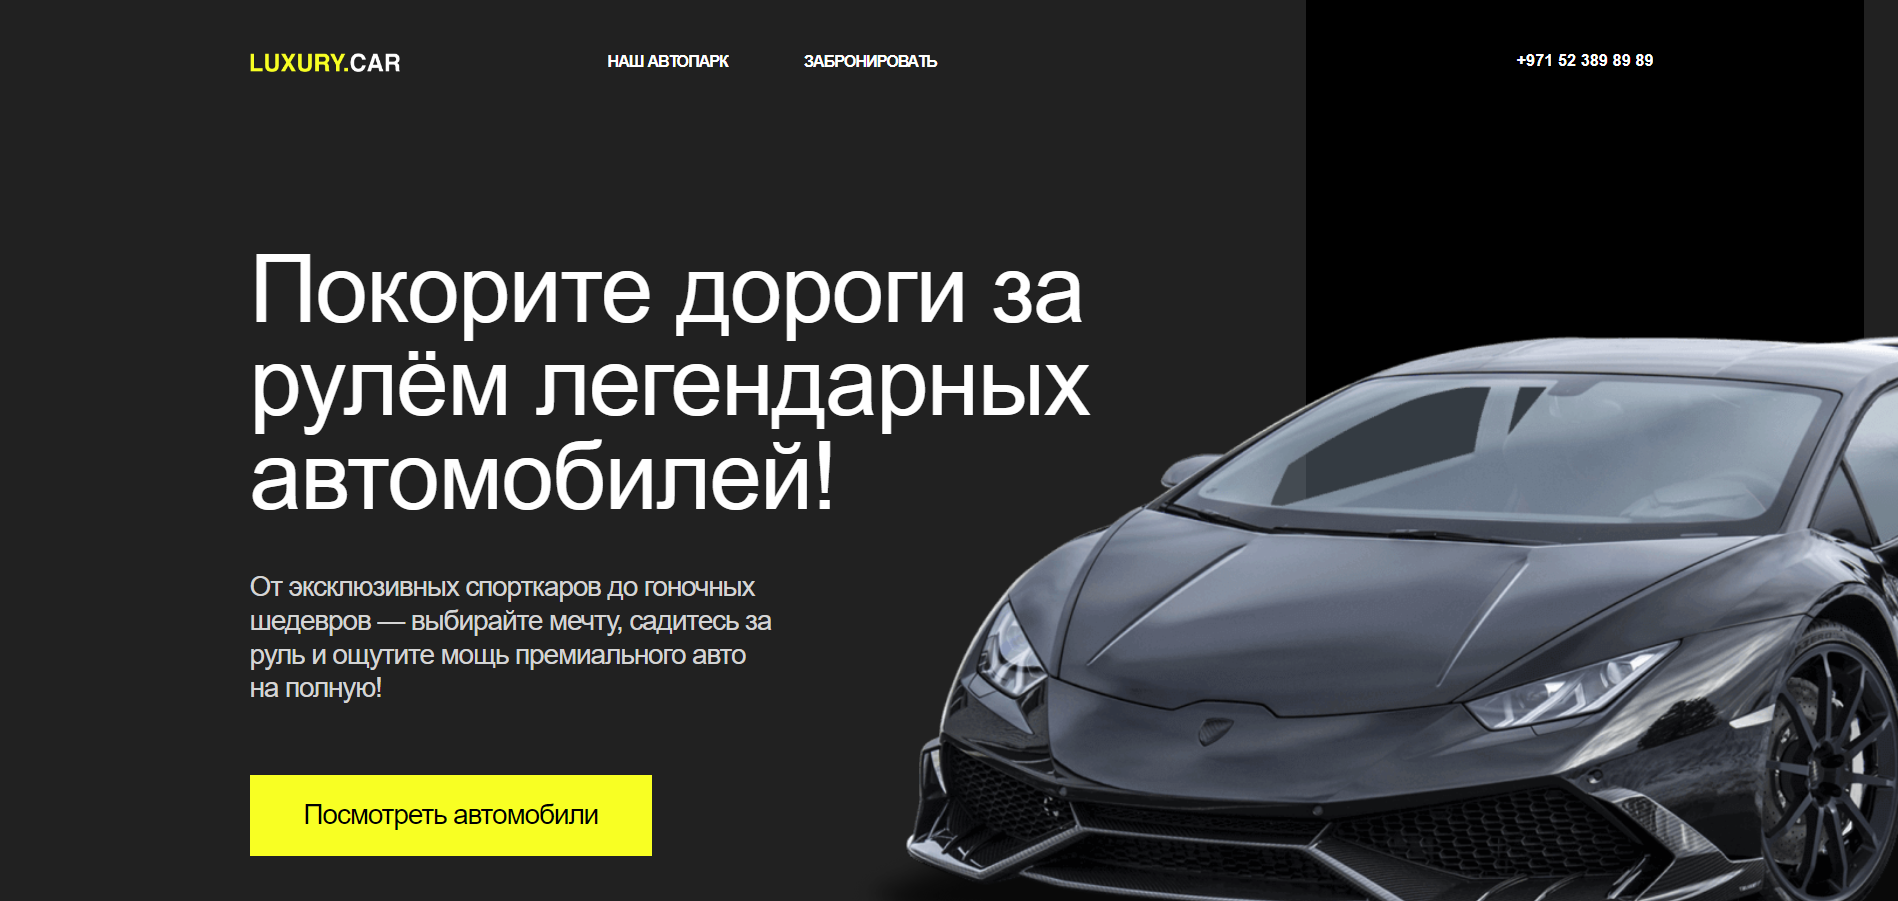 LUXURY.CAR
НАШ АВТОПАРК
ЗАБРОНИРОВАТЬ
+971 52 389 89 89
Покорите дороги за
рулём легендарных
автомобилей!
От эксклюзивных спорткаров до гоночных
шедевров — выбирайте мечту, садитесь за
руль и ощутите мощь премиального авто
на полную!
Посмотреть автомобили